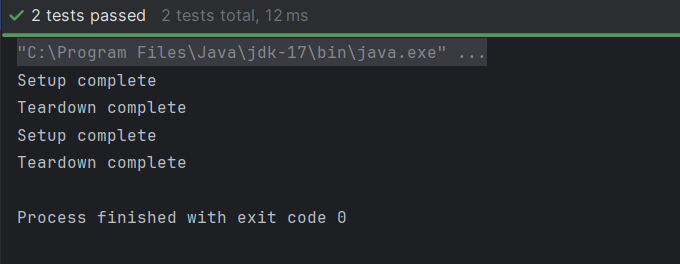 2 tests passed 2 tests total, 12 ms
"C:\Program Files\Java\jdk-17\bin\java.exe" ...
Setup complete
Teardown complete
Setup complete
Teardown complete
Process finished with exit code 0